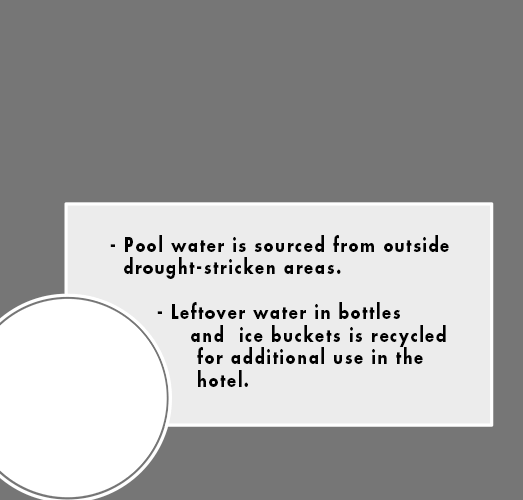 - Pool water is sourced from outside
drought-stricken areas.
- Leftover water in bottles
and ice buckets is recycled
for additional use in the
hotel.